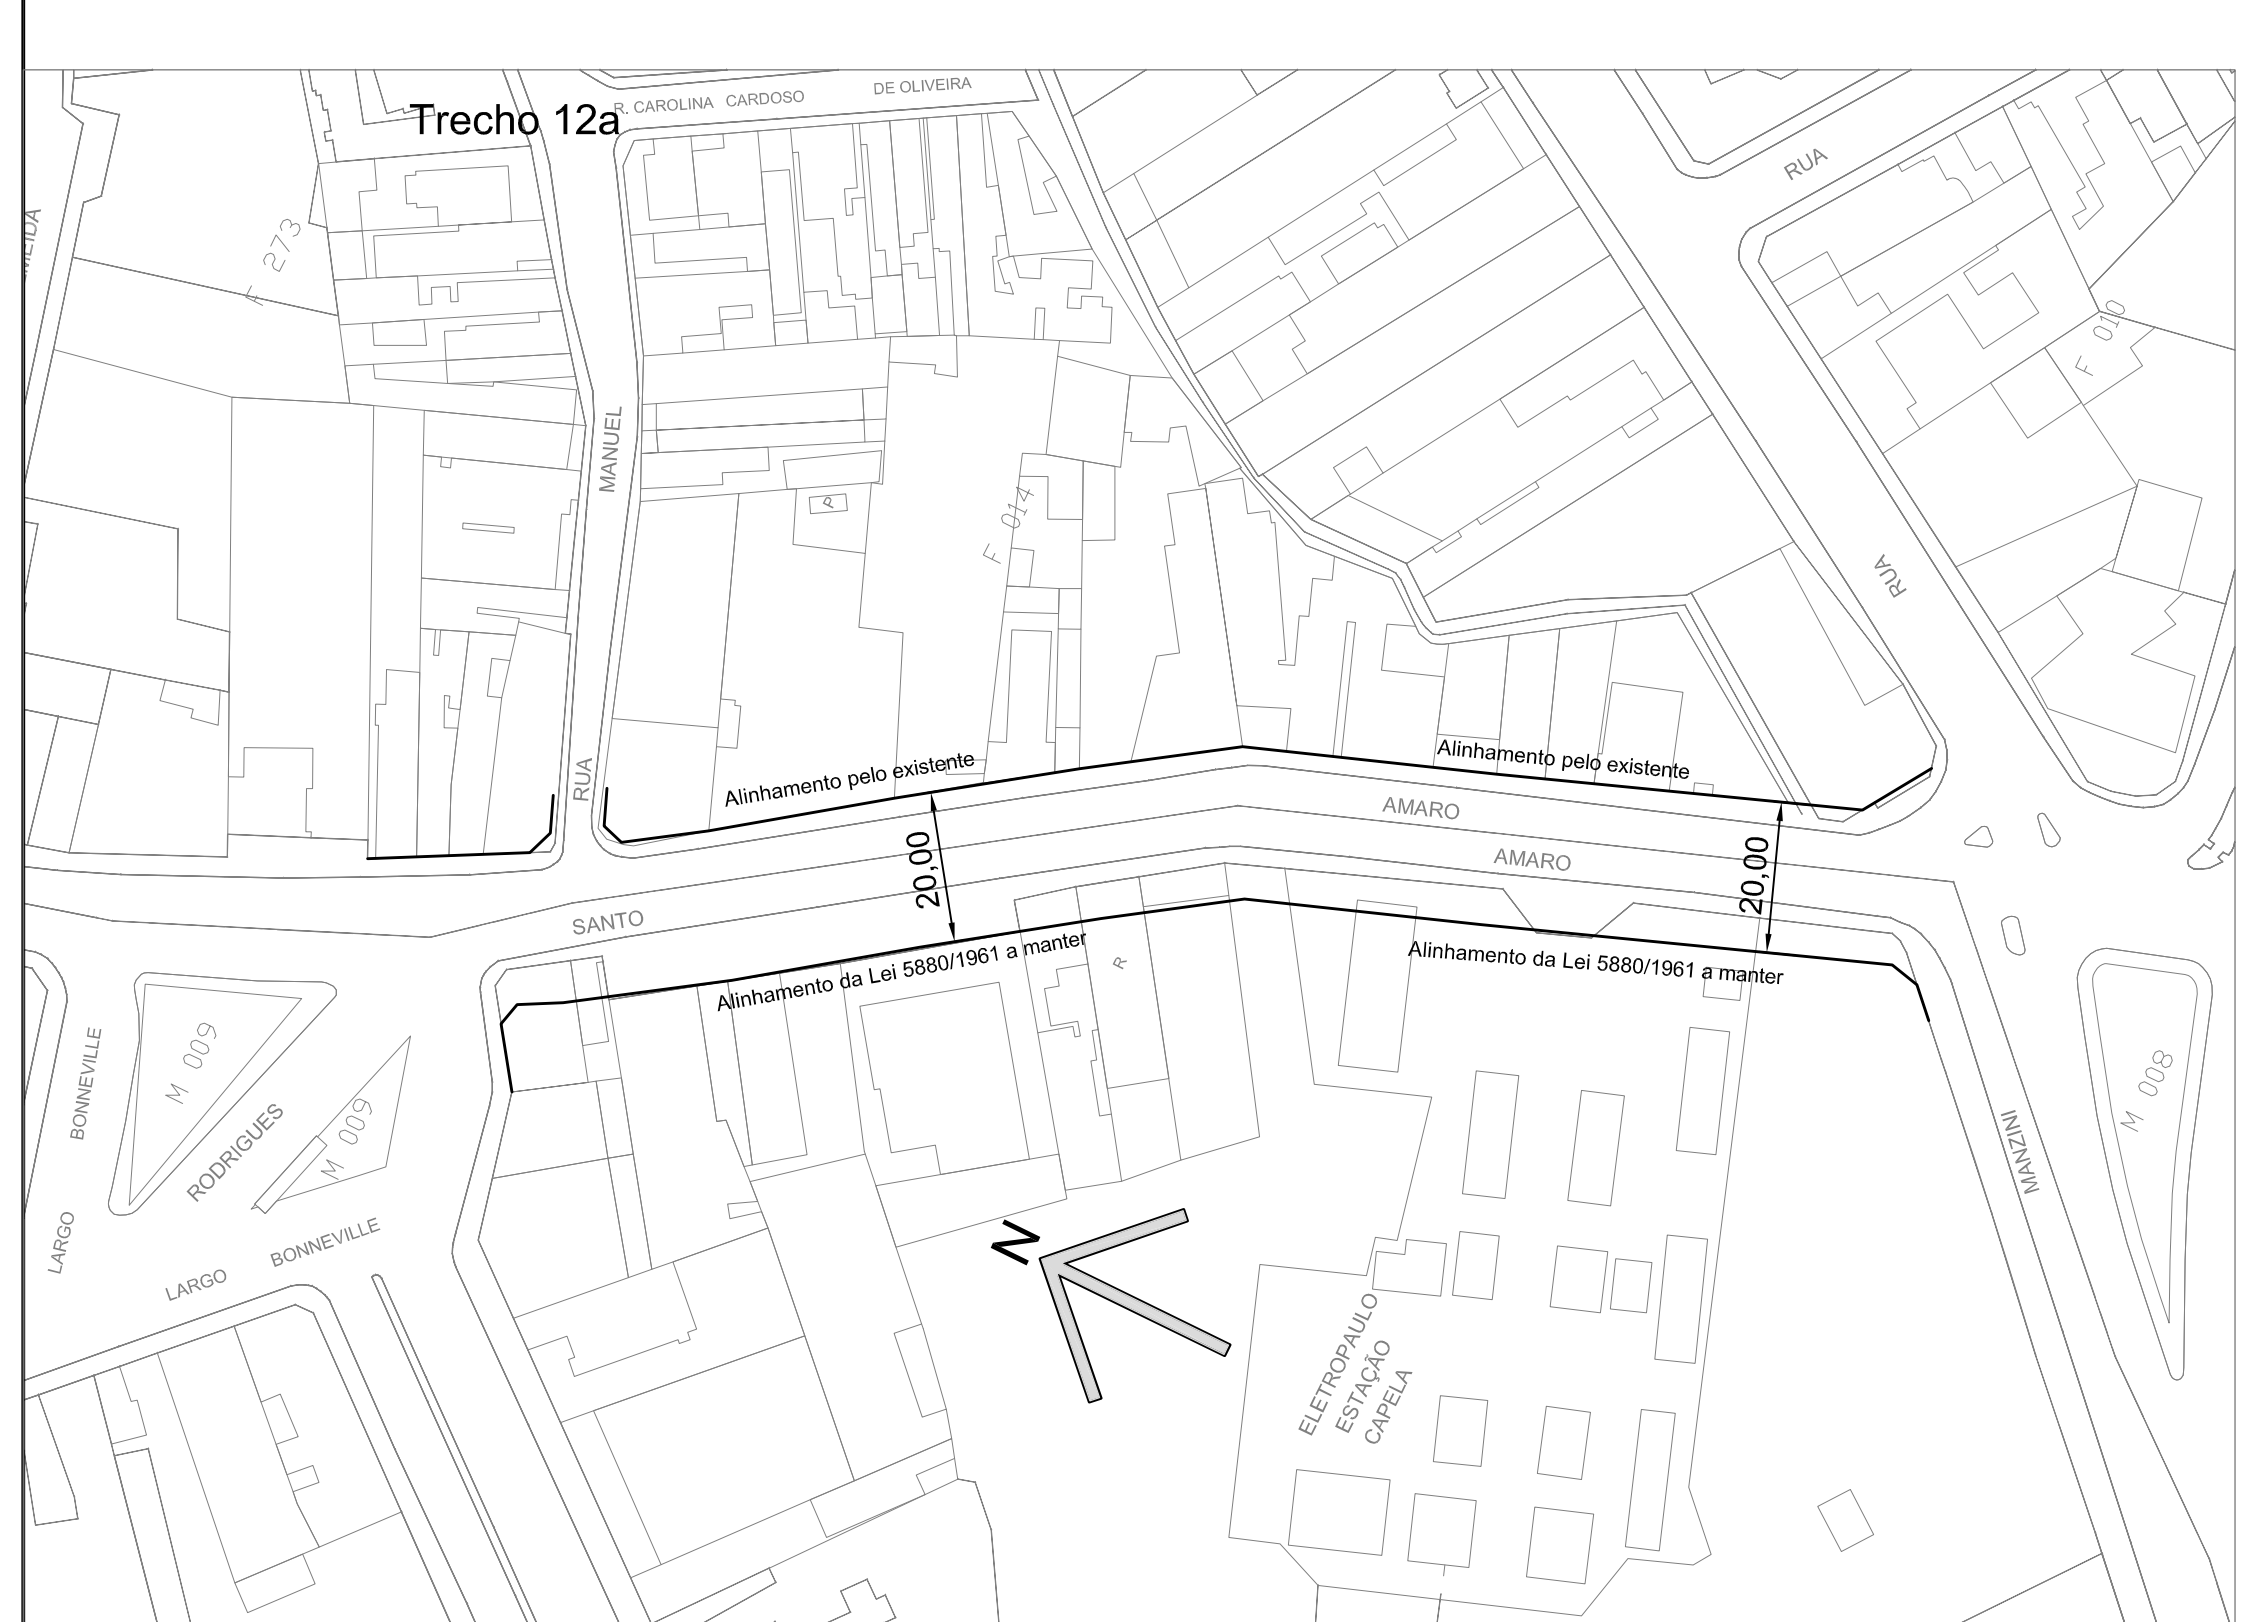 Trecho 12a
R. CAROLINA CARDOSO DE OLIVEIRA
RUA
F 273
F 010
MANUEL
P
F 014
RUA
RUA
Alinhamento pelo existente
Alinhamento pelo existente
AMARO
AMARO
20,00
20,00
SANTO
Alinhamento da Lei 5880/1961 a manter
Alinhamento da Lei 5880/1961 a manter
R
M 009
RODRIGUES
M 009
BONNEVILLE
LARGO
LARGO BONNEVILLE
MANZINI
M 008
N
ELETROPAULO
ESTAÇÃO
CAPELA